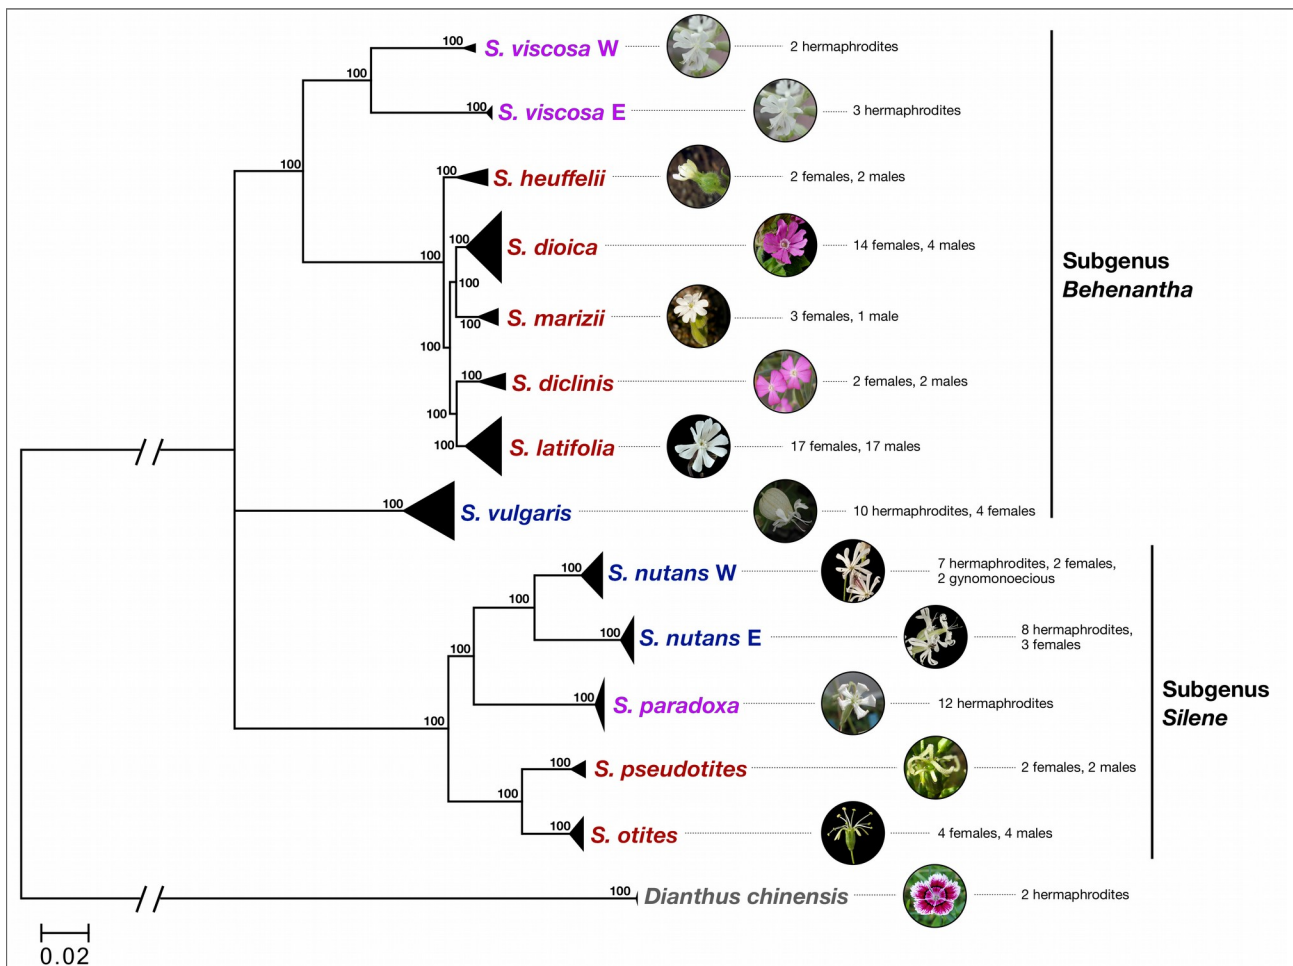 100
S. viscosa W
2 hermaphrodites
100
100
S. viscosa E
3 hermaphrodites
100
100
S. heuffelii
2 females, 2 males
100
S. dioica
14 females, 4 males
100
100
100
S. marizii
3 females, 1 male
100
100
S. diclinis
2 females, 2 males
100
100
S. latifolia
17 females, 17 males
Subgenus
Behenantha
100
S. vulgaris
10 hermaphrodites, 4 females
100
S. nutans W
7 hermaphrodites, 2 females,
2 gynomonoecious
100
100
S. nutans E
8 hermaphrodites,
3 females
100
100
S. paradoxa
12 hermaphrodites
100
100
S. pseudotites
2 females, 2 males
100
100
S. otites
4 females, 4 males
Subgenus
Silene
100
Dianthus chinensis
2 hermaphrodites
0.02